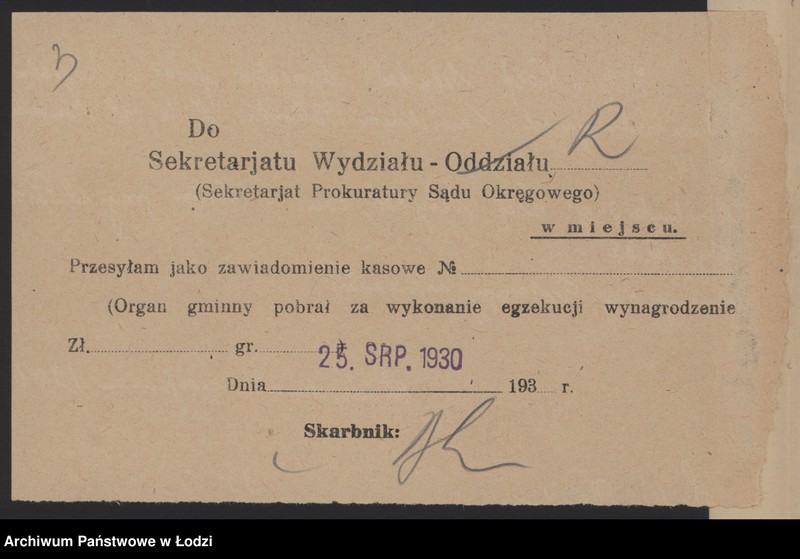 Do
Sekretarjatu Wydziału - Oddziału R
(Sekretarjat Prokuratury Sądu Okręgowego)
w miejscu.
Przesyłam jako zawiadomienie kasowe №
(Organ gminny pobrał za wykonanie egzekucji wynagrodzenie
Zł. gr.
25. SRP. 1930
Dnia 193 r.
Skarbnik:
Archiwum Państwowe w Łodzi